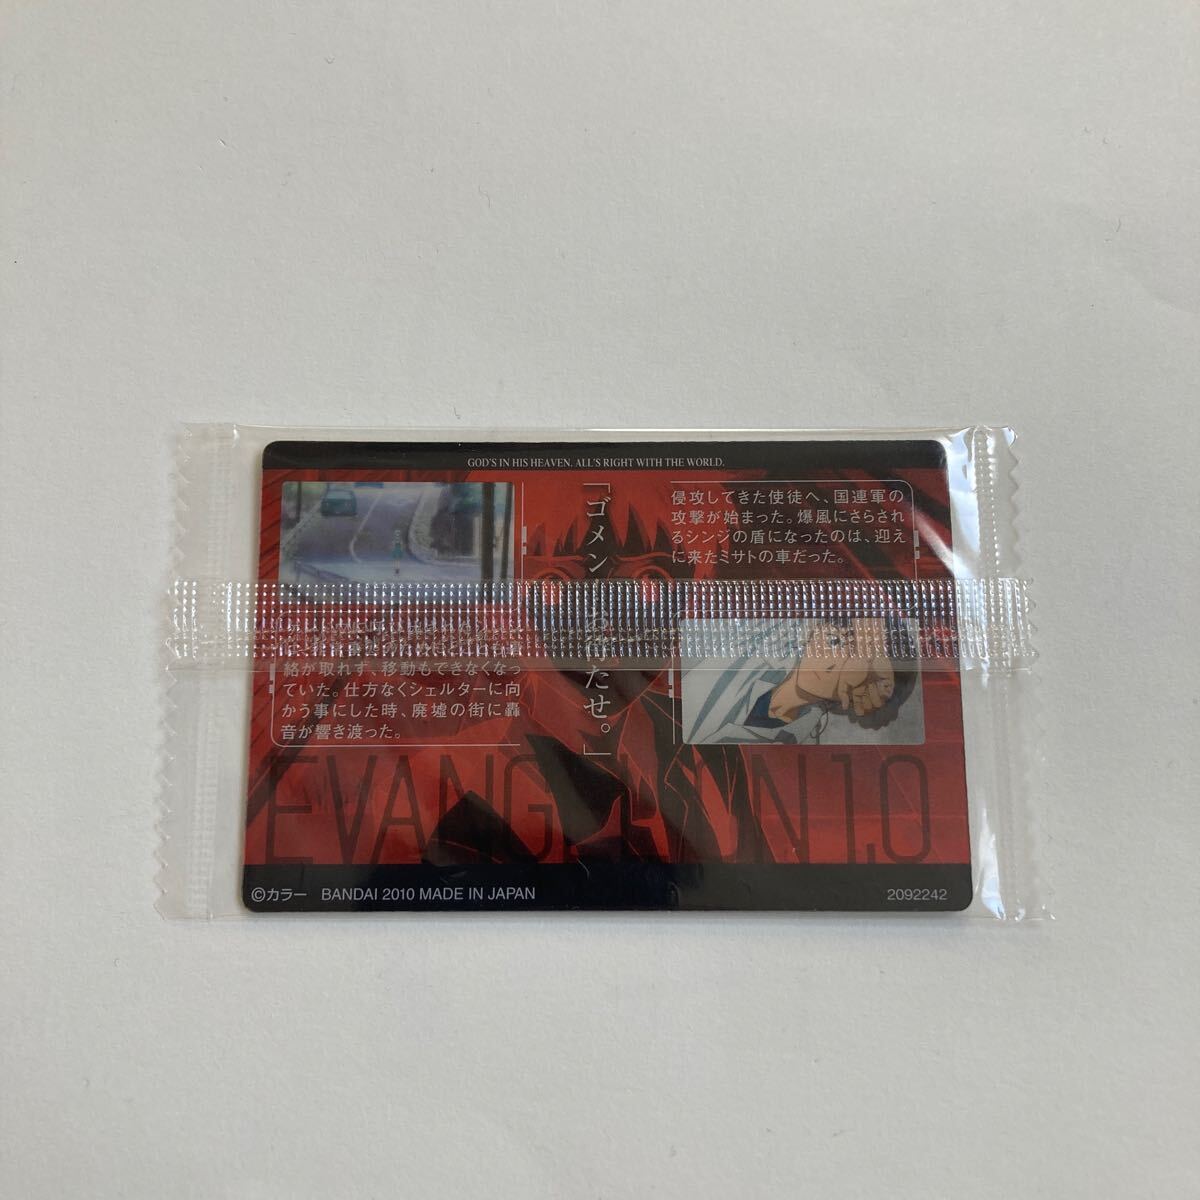 GOD'S IN HIS HEAVEN. ALL'S RIGHT WITH THE WORLD.
「ゴメン、お待たせ。」
侵攻してきた使徒へ、国連軍の
攻撃が始まった。爆風にさらされ
るシンジの盾になったのは、迎え
に来たミサトの車だった。
絡が取れず、移動もできなくなっ
ていた。仕方なくシェルターに向
かう事にした時、廃墟の街に轟
音が響き渡った。
EVANGELION 1.0
©カラー BANDAI 2010 MADE IN JAPAN
2092242